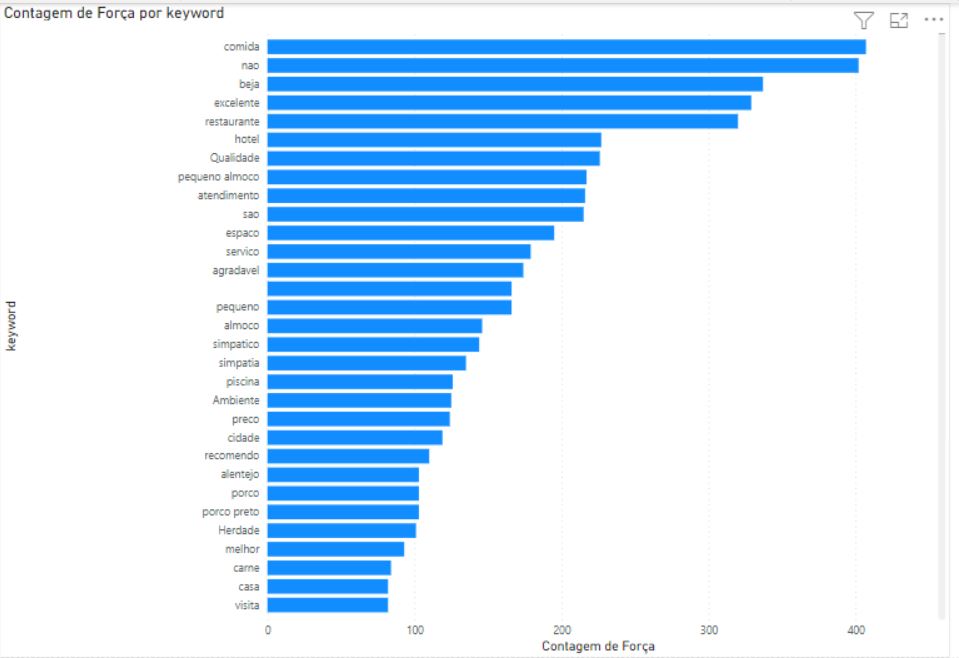 Contagem de Força por keyword
comida
nao
beja
excelente
restaurante
hotel
Qualidade
pequeno almoco
atendimento
sao
espaco
servico
agradavel
pequeno
almoco
simpatico
simpatia
piscina
Ambiente
preco
cidade
recomendo
alentejo
porco
porco preto
Herdade
melhor
carne
casa
visita
keyword
0 100 200 300 400
Contagem de Força